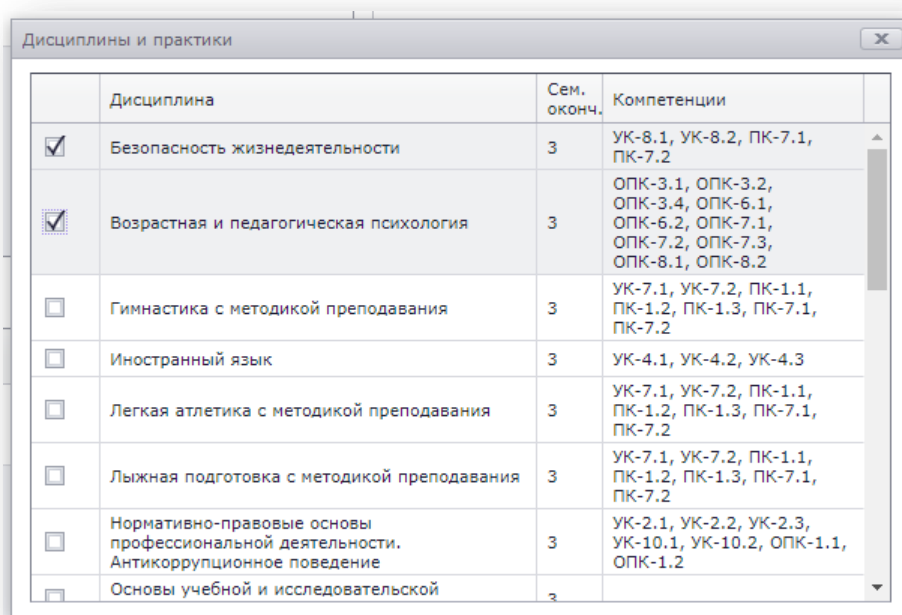 Дисциплины и практики
Дисциплина
Сем.
оконч.
Компетенции
Безопасность жизнедеятельности
3
УК-8.1, УК-8.2, ПК-7.1,
ПК-7.2
Возрастная и педагогическая психология
3
ОПК-3.1, ОПК-3.2,
ОПК-3.4, ОПК-6.1,
ОПК-6.2, ОПК-7.1,
ОПК-7.2, ОПК-7.3,
ОПК-8.1, ОПК-8.2
Гимнастика с методикой преподавания
3
УК-7.1, УК-7.2, ПК-1.1,
ПК-1.2, ПК-1.3, ПК-7.1,
ПК-7.2
Иностранный язык
3
УК-4.1, УК-4.2, УК-4.3
Легкая атлетика с методикой преподавания
3
УК-7.1, УК-7.2, ПК-1.1,
ПК-1.2, ПК-1.3, ПК-7.1,
ПК-7.2
Лыжная подготовка с методикой преподавания
3
УК-7.1, УК-7.2, ПК-1.1,
ПК-1.2, ПК-1.3, ПК-7.1,
ПК-7.2
Нормативно-правовые основы
профессиональной деятельности.
Антикоррупционное поведение
3
УК-2.1, УК-2.2, УК-2.3,
УК-10.1, УК-10.2, ОПК-1.1,
ОПК-1.2
Основы учебной и исследовательской
3